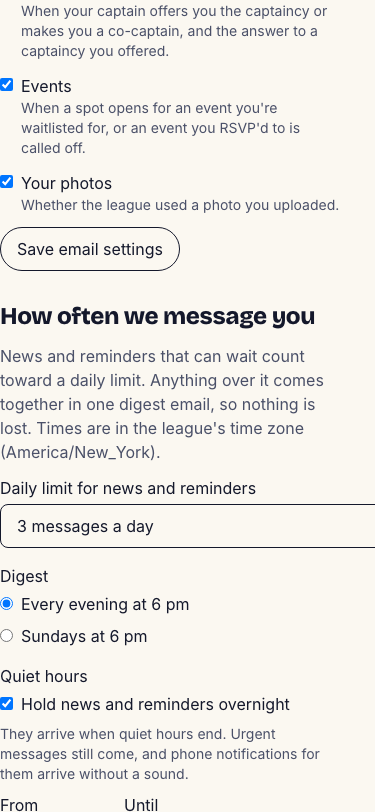 When your captain offers you the captaincy or
makes you a co-captain, and the answer to a
captaincy you offered.
Events
When a spot opens for an event you're
waitlisted for, or an event you RSVP'd to is
called off.
Your photos
Whether the league used a photo you uploaded.
Save email settings
How often we message you
News and reminders that can wait count
toward a daily limit. Anything over it comes
together in one digest email, so nothing is
lost. Times are in the league's time zone
(America/New_York).
Daily limit for news and reminders
3 messages a day
Digest
Every evening at 6 pm
Sundays at 6 pm
Quiet hours
Hold news and reminders overnight
They arrive when quiet hours end. Urgent
messages still come, and phone notifications for
them arrive without a sound.
From Until